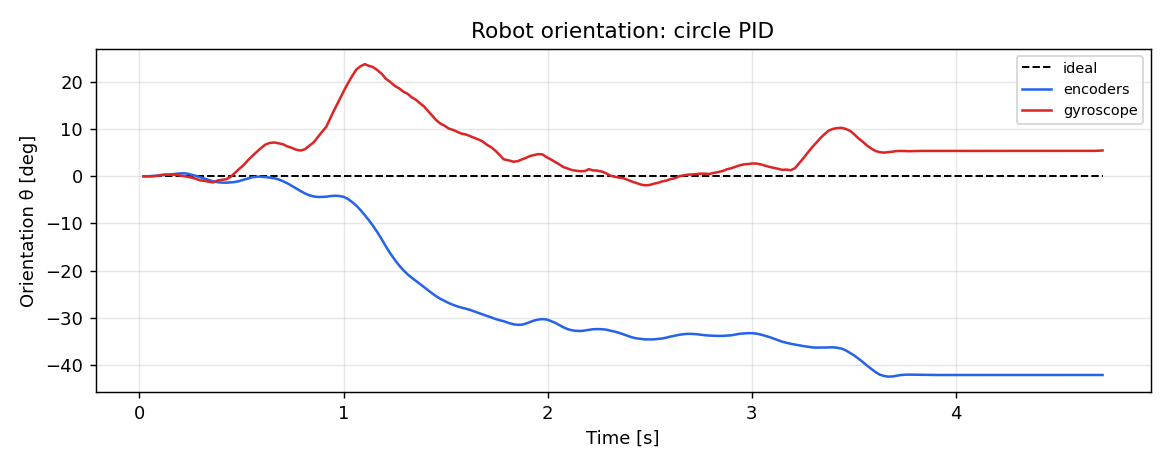 Robot orientation: circle PID
Orientation θ [deg]
20
10
0
−10
−20
−30
−40
ideal
encoders
gyroscope
0 1 2 3 4
Time [s]